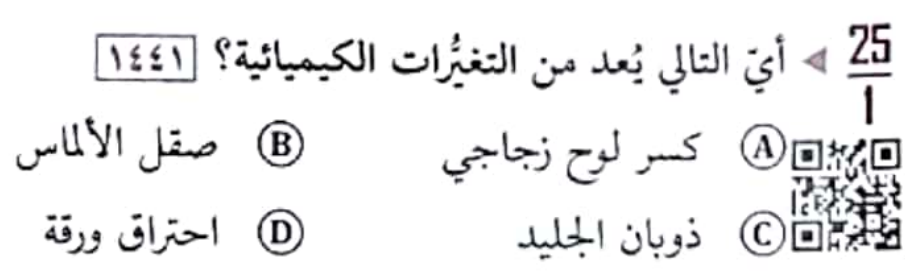 25
1
أيّ التالي يُعد من التغيُّرات الكيميائية؟ ١٤٤١
A كسر لوح زجاجي B صقل الألماس
C ذوبان الجليد D احتراق ورقة